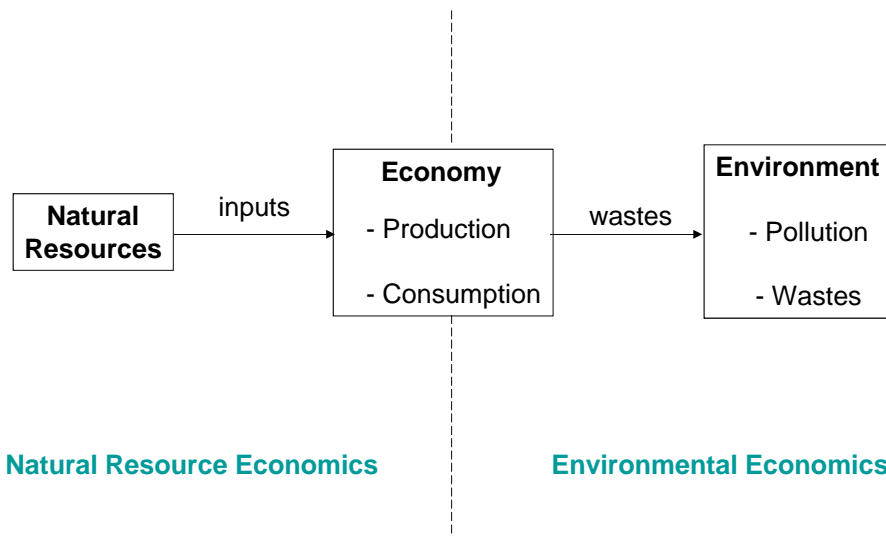 Natural
Resources
inputs
Economy
- Production
- Consumption
wastes
Environment
- Pollution
- Wastes
Natural Resource Economics
Environmental Economics